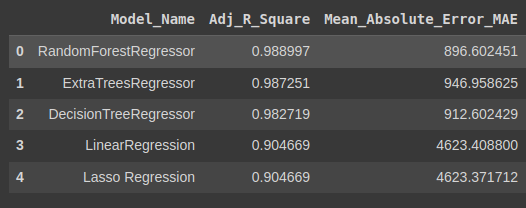 Model_Name Adj_R_Square Mean_Absolute_Error_MAE
0 RandomForestRegressor 0.988997 896.602451
1 ExtraTreesRegressor 0.987251 946.958625
2 DecisionTreeRegressor 0.982719 912.602429
3 LinearRegression 0.904669 4623.408800
4 Lasso Regression 0.904669 4623.371712